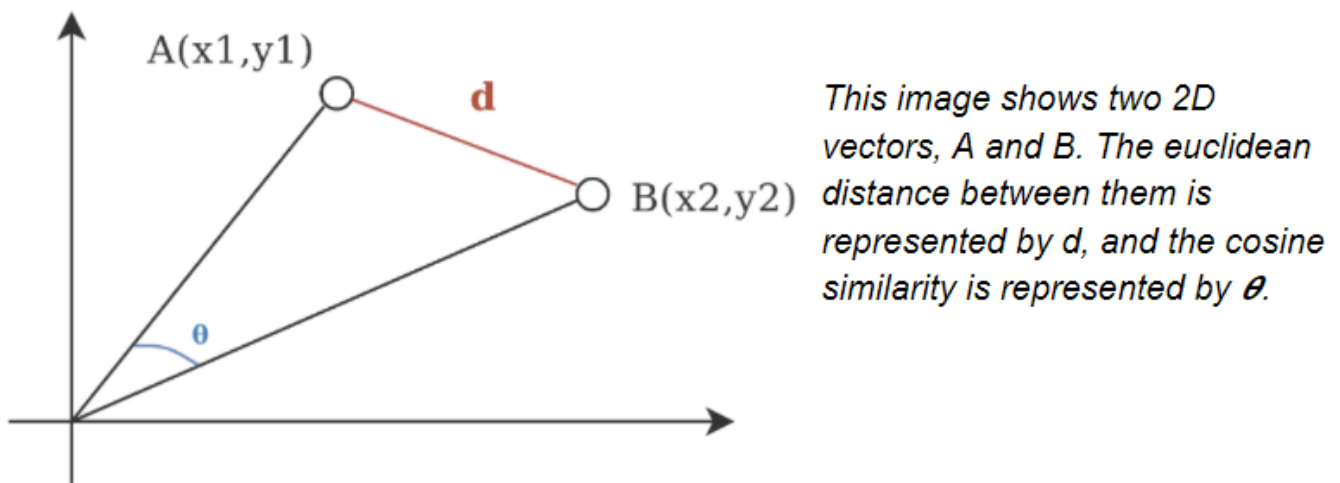 A(x1,y1)
d
B(x2,y2)
θ
This image shows two 2D
vectors, A and B. The euclidean
distance between them is
represented by d, and the cosine
similarity is represented by θ.